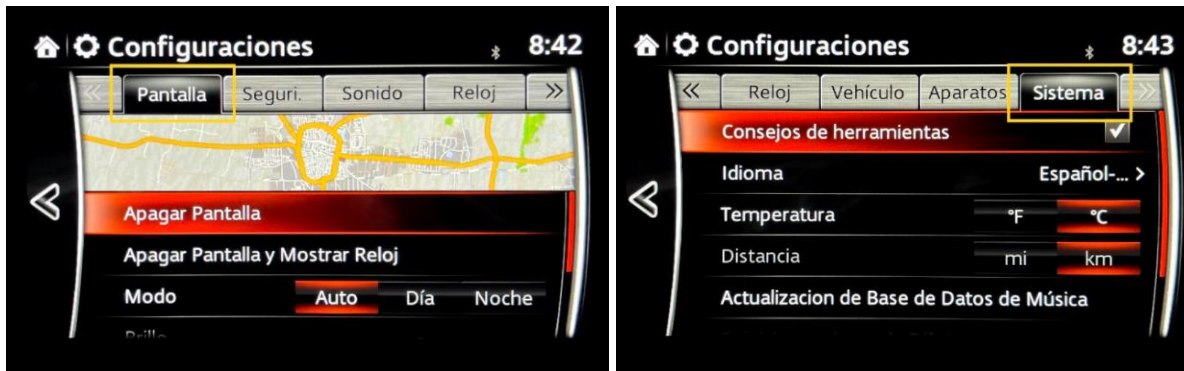 Configuraciones 8:42
Pantalla Seguri. Sonido Reloj
Apagar Pantalla
Apagar Pantalla y Mostrar Reloj
Modo Auto Día Noche
Brillo
Configuraciones 8:43
Reloj Vehículo Aparatos Sistema
Consejos de herramientas
Idioma Español-...
Temperatura °F °C
Distancia mi km
Actualizacion de Base de Datos de Música